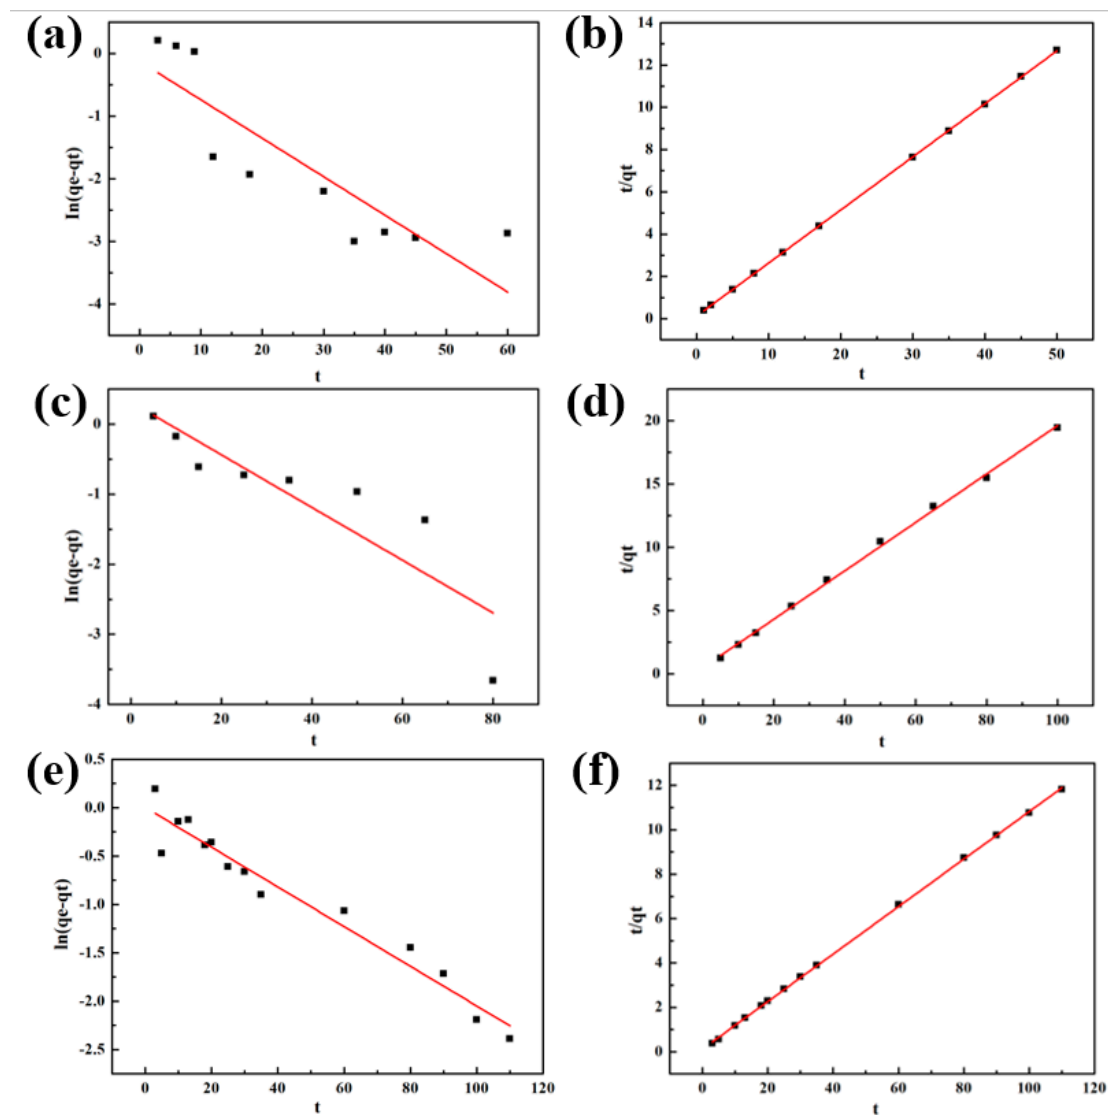 (a)
0
-1
-2
-3
-4
ln(qe-qt)
0 10 20 30 40 50 60
t
(b)
14
12
10
8
6
4
2
0
t/qt
0 10 20 30 40 50
t
(c)
0
-1
-2
-3
-4
ln(qe-qt)
0 20 40 60 80
t
(d)
20
15
10
5
0
t/qt
0 20 40 60 80 100
t
(e)
0.5
0.0
-0.5
-1.0
-1.5
-2.0
-2.5
ln(qe-qt)
0 20 40 60 80 100 120
t
(f)
12
10
8
6
4
2
0
t/qt
0 20 40 60 80 100 120
t